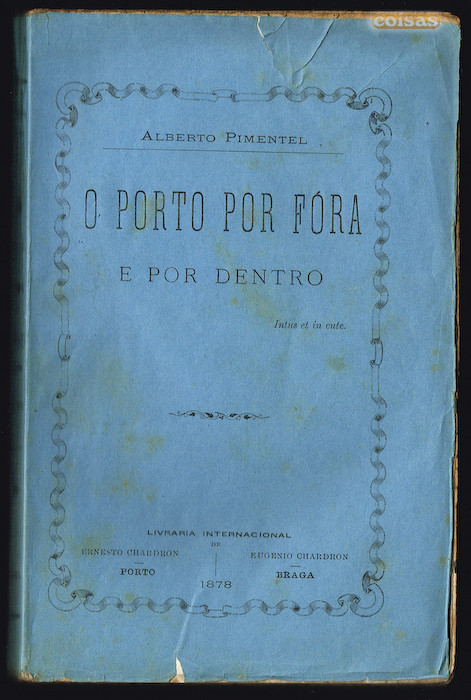 coisas
ALBERTO PIMENTEL
O PORTO POR FÓRA
E POR DENTRO
Intus et in cute.
LIVRARIA INTERNACIONAL
DE
ERNESTO CHARDRON
PORTO
EUGENIO CHARDRON
BRAGA
1878